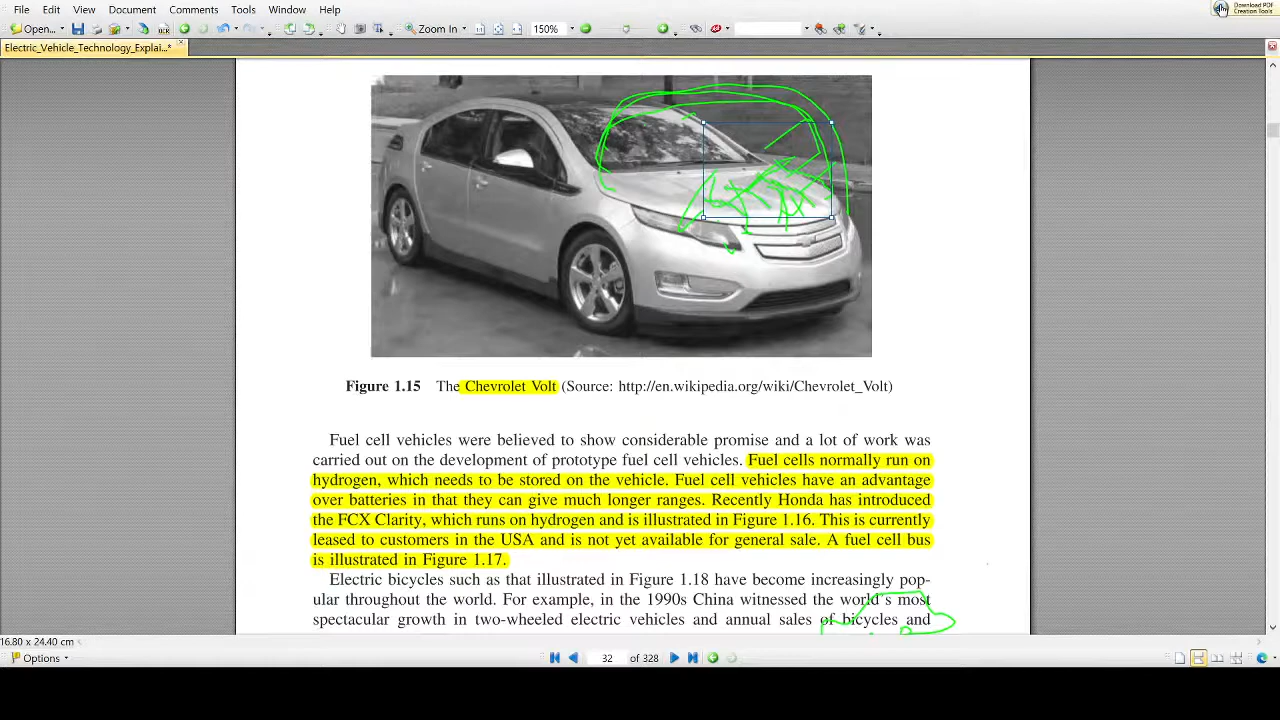 File Edit View Document Comments Tools Window Help
Download PDF
Creation Tools
Open... Zoom In 150%
Electric_Vehicle_Technology_Explai...*
Figure 1.15 The Chevrolet Volt (Source: http://en.wikipedia.org/wiki/Chevrolet_Volt)
Fuel cell vehicles were believed to show considerable promise and a lot of work was
carried out on the development of prototype fuel cell vehicles. Fuel cells normally run on
hydrogen, which needs to be stored on the vehicle. Fuel cell vehicles have an advantage
over batteries in that they can give much longer ranges. Recently Honda has introduced
the FCX Clarity, which runs on hydrogen and is illustrated in Figure 1.16. This is currently
leased to customers in the USA and is not yet available for general sale. A fuel cell bus
is illustrated in Figure 1.17.
Electric bicycles such as that illustrated in Figure 1.18 have become increasingly pop-
ular throughout the world. For example, in the 1990s China witnessed the world's most
spectacular growth in two-wheeled electric vehicles and annual sales of bicycles and
16.80 x 24.40 cm
Options 32 of 328